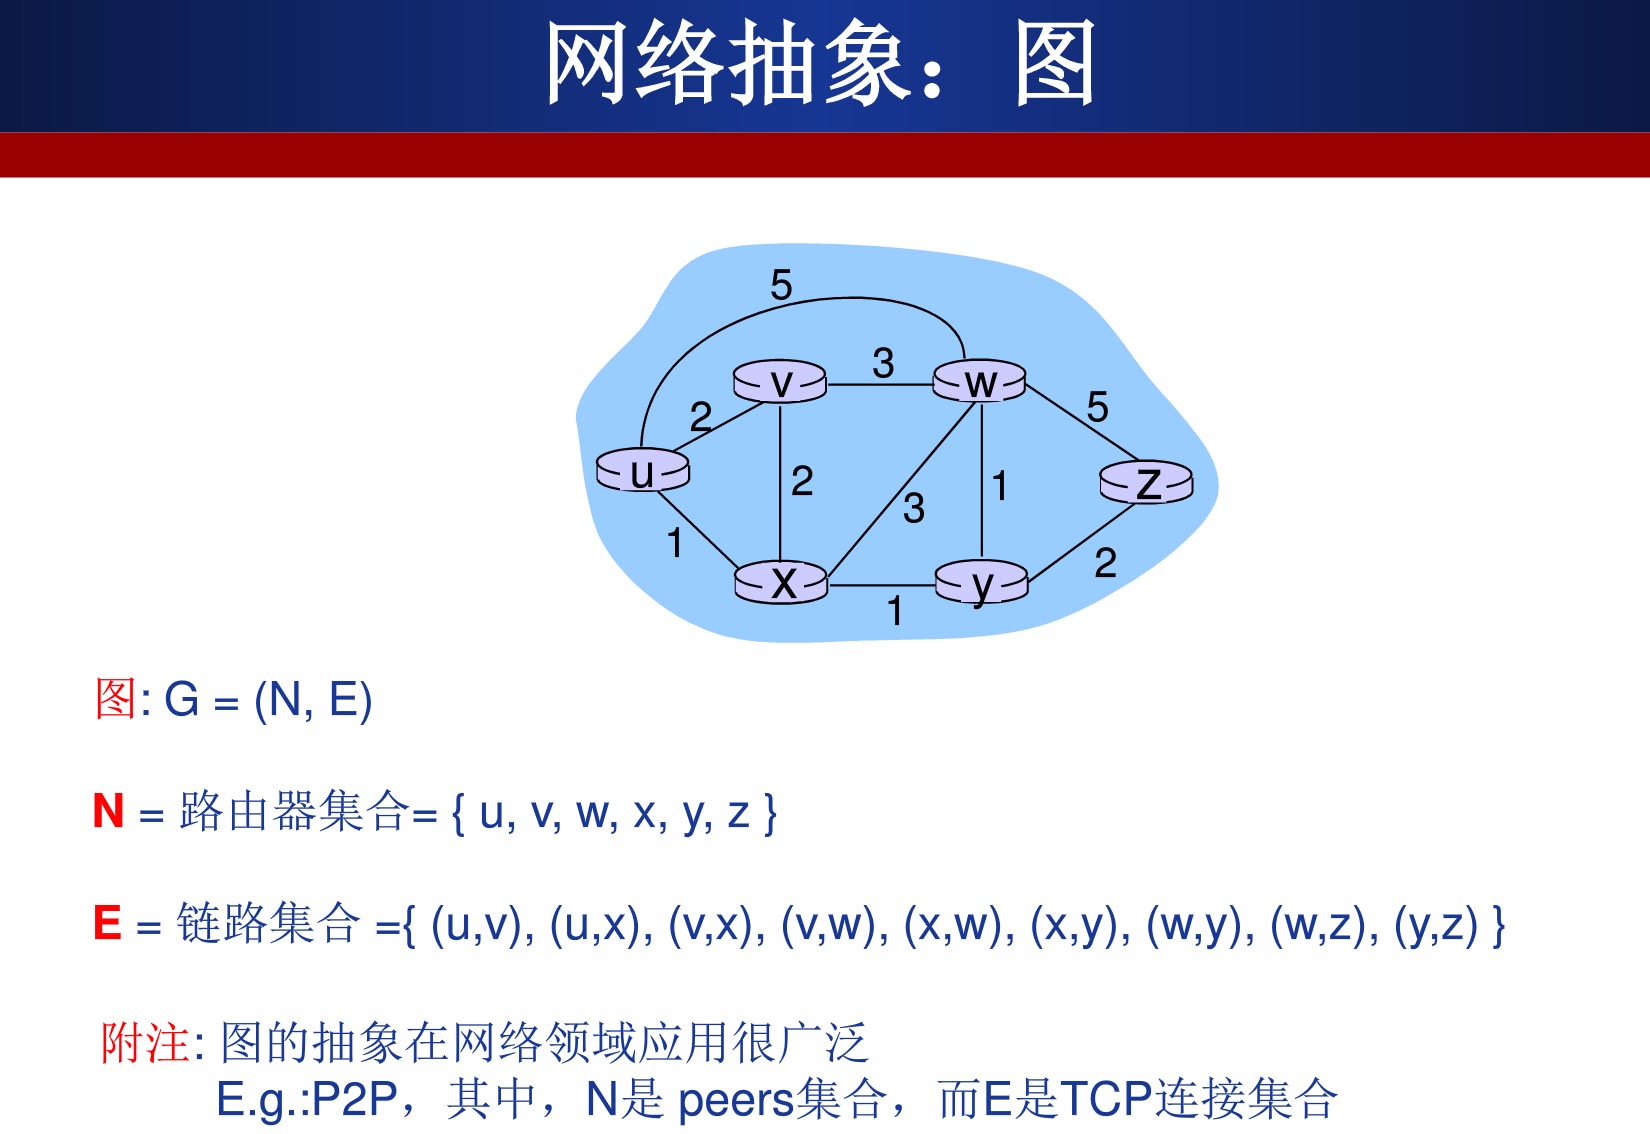 网络抽象：图
5
v
3
w
2
5
u
2
1
z
3
1
2
x
y
1
图: G = (N, E)
N = 路由器集合= { u, v, w, x, y, z }
E = 链路集合 ={ (u,v), (u,x), (v,x), (v,w), (x,w), (x,y), (w,y), (w,z), (y,z) }
附注: 图的抽象在网络领域应用很广泛
E.g.:P2P，其中，N是 peers集合，而E是TCP连接集合